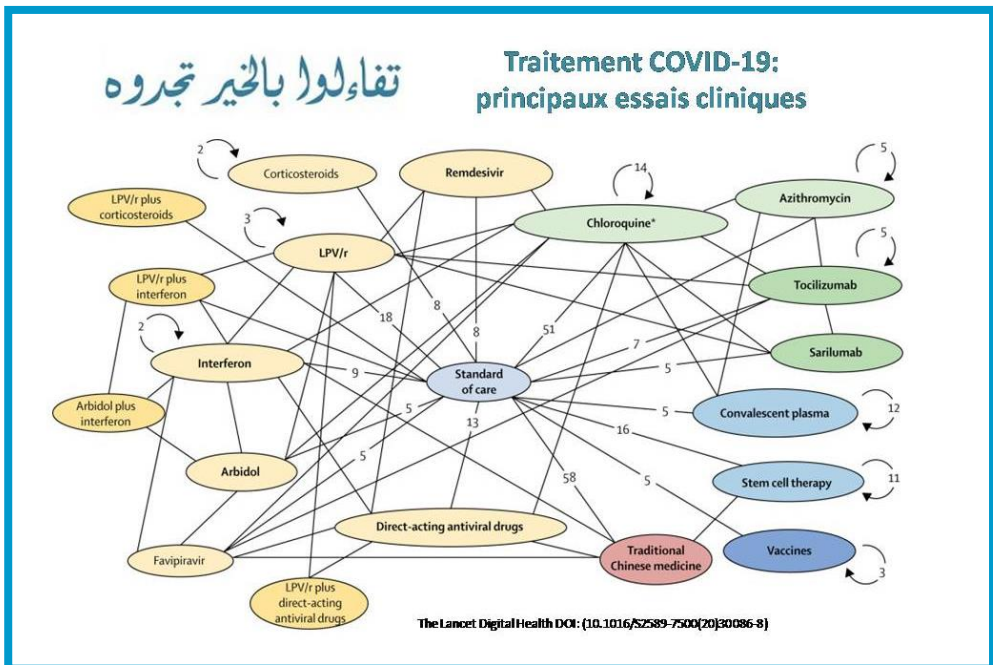 تفاءلوا بالخير تجدوه
Traitement COVID-19:
principaux essais cliniques
2
Corticosteroids
Remdesivir
14
5
LPV/r plus
corticosteroids
3
Chloroquine*
Azithromycin
LPV/r
5
LPV/r plus
interferon
Tocilizumab
8
18
8
51
2
7
Sarilumab
Interferon
9
Standard
of care
5
Arbidol plus
interferon
5
5
Convalescent plasma
12
13
16
5
Arbidol
58
5
Stem cell therapy
11
Direct-acting antiviral drugs
Favipiravir
Traditional
Chinese medicine
Vaccines
3
LPV/r plus
direct-acting
antiviral drugs
The Lancet Digital Health DOI: (10.1016/S2589-7500(20)30086-8)